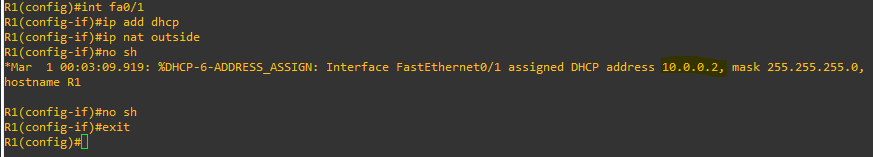 R1(config)#int fa0/1
R1(config-if)#ip add dhcp
R1(config-if)#ip nat outside
R1(config-if)#no sh
*Mar  1 00:03:09.919: %DHCP-6-ADDRESS_ASSIGN: Interface FastEthernet0/1 assigned DHCP address 10.0.0.2, mask 255.255.255.0,
hostname R1
R1(config-if)#no sh
R1(config-if)#exit
R1(config)#